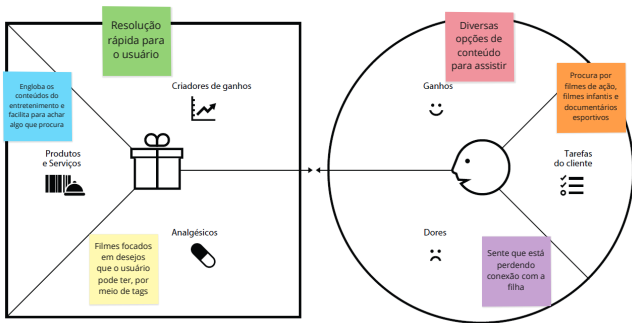 Resolução
rápida para
o usuário
Criadores de ganhos
Engloba os
conteúdos do
entretenimento e
facilita para achar
algo que procura
Produtos
e Serviços
Analgésicos
Filmes focados
em desejos
que o usuário
pode ter, por
meio de tags
Diversas
opções de
conteúdo
para assistir
Ganhos
Procura por
filmes de ação,
filmes infantis e
documentários
esportivos
Tarefas
do cliente
Dores
Sente que está
perdendo
conexão com a
filha